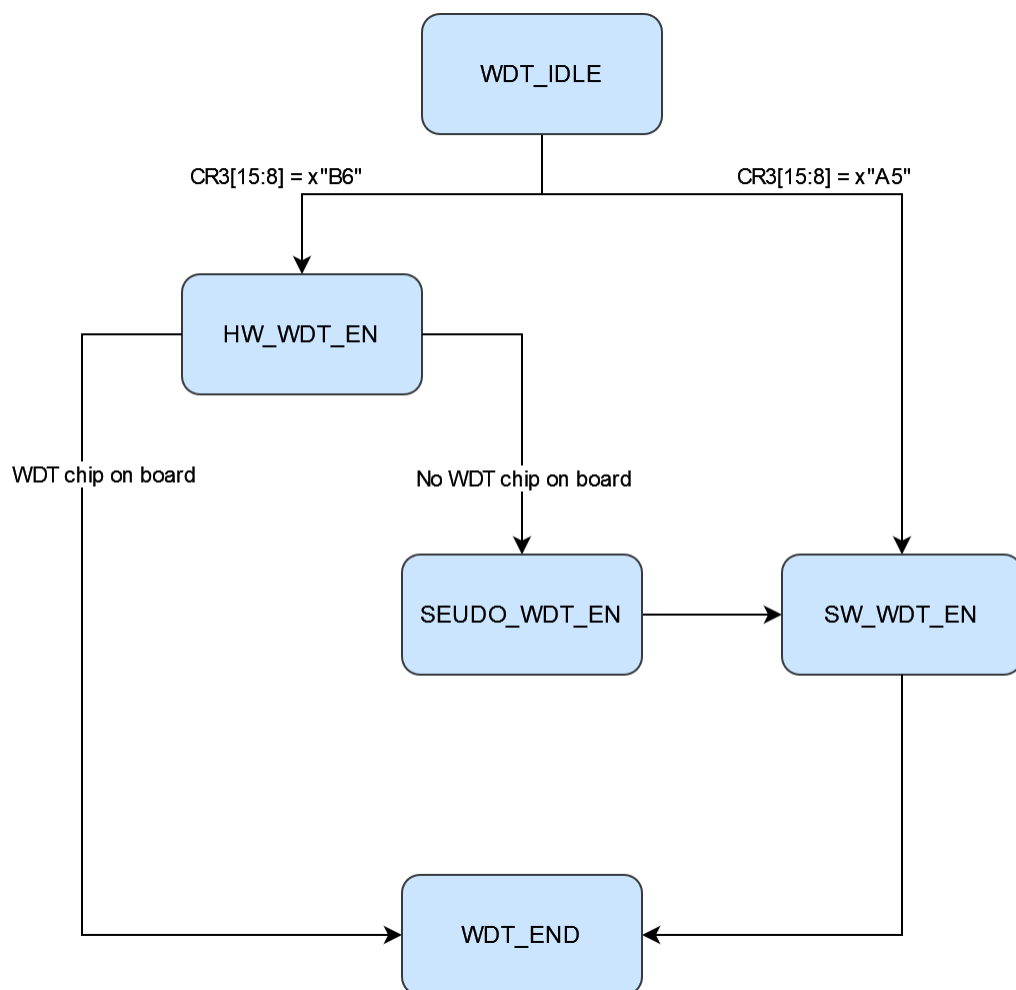 WDT_IDLE
CR3[15:8] = x"B6"
CR3[15:8] = x"A5"
HW_WDT_EN
WDT chip on board
No WDT chip on board
SEUDO_WDT_EN
SW_WDT_EN
WDT_END